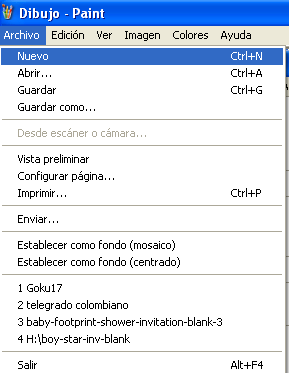 Dibujo - Paint
Archivo Edición Ver Imagen Colores Ayuda
Nuevo Ctrl+N
Abrir... Ctrl+A
Guardar Ctrl+G
Guardar como...
Desde escáner o cámara...
Vista preliminar
Configurar página...
Imprimir... Ctrl+P
Enviar...
Establecer como fondo (mosaico)
Establecer como fondo (centrado)
1 Goku17
2 telegrado colombiano
3 baby-footprint-shower-invitation-blank-3
4 H:\boy-star-inv-blank
Salir Alt+F4